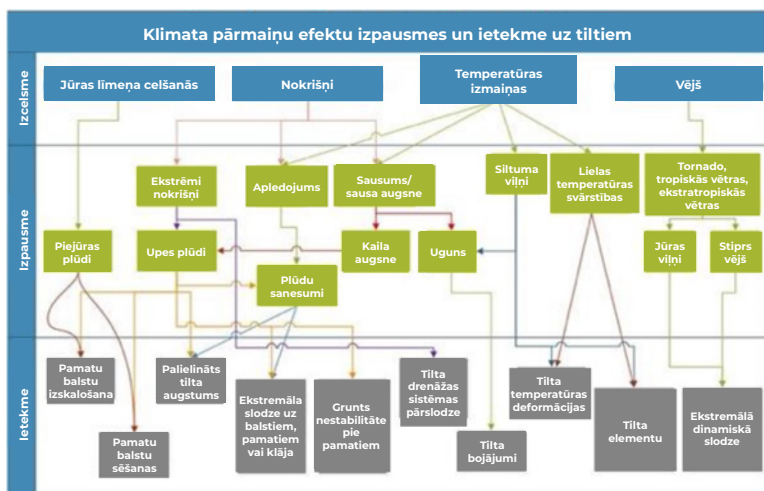 Klimata pārmaiņu efektu izpausmes un ietekme uz tiltiem
Izcelsme
Jūras līmeņa celšanās
Nokrišņi
Temperatūras
izmaiņas
Vējš
Izpausme
Ekstrēmi
nokrišņi
Apledojums
Sausums/
sausa augsne
Siltuma
viļņi
Lielas
temperatūras
svārstības
Tornado,
tropiskās vētras,
ekstratropiskās
vētras
Piejūras
plūdi
Upes plūdi
Kaila
augsne
Uguns
Jūras
viļņi
Stiprs
vējš
Plūdu
sanesumi
Ietekme
Pamatu
balstu
izskalošana
Pamatu
balstu
sēšanas
Palielināts
tilta
augstums
Ekstremāla
slodze uz
balstiem,
pamatiem
vai klāja
Grunts
nestabilitāte
pie
pamatiem
Tilta
drenāžas
sistēmas
pārslodze
Tilta
bojājumi
Tilta
temperatūras
deformācijas
Tilta
elementu
Ekstremālā
dinamiskā
slodze